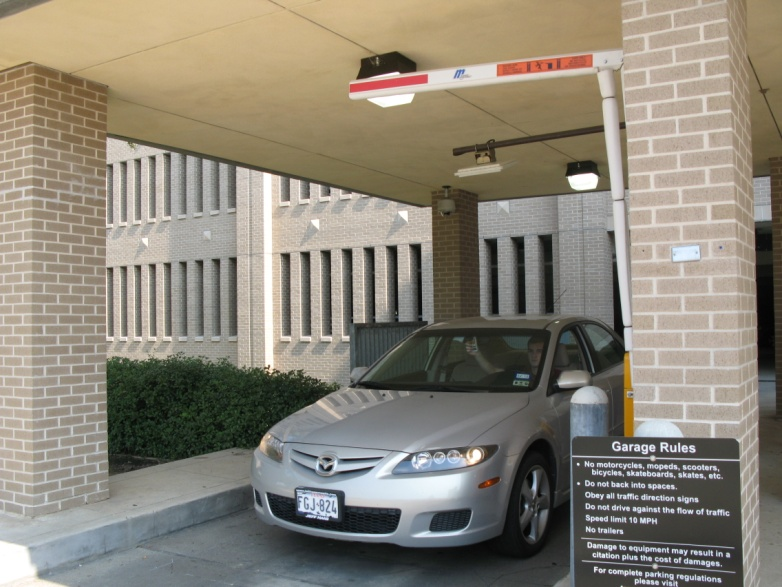 Garage Rules
• No motorcycles, mopeds, scooters,
bicycles, skateboards, skates, etc.
• Do not back into spaces.
Obey all traffic direction signs
Do not drive against the flow of traffic
Speed limit 10 MPH
No trailers
Damage to equipment may result in a
citation plus the cost of damages.
For complete parking regulations
please visit
FGJ·824